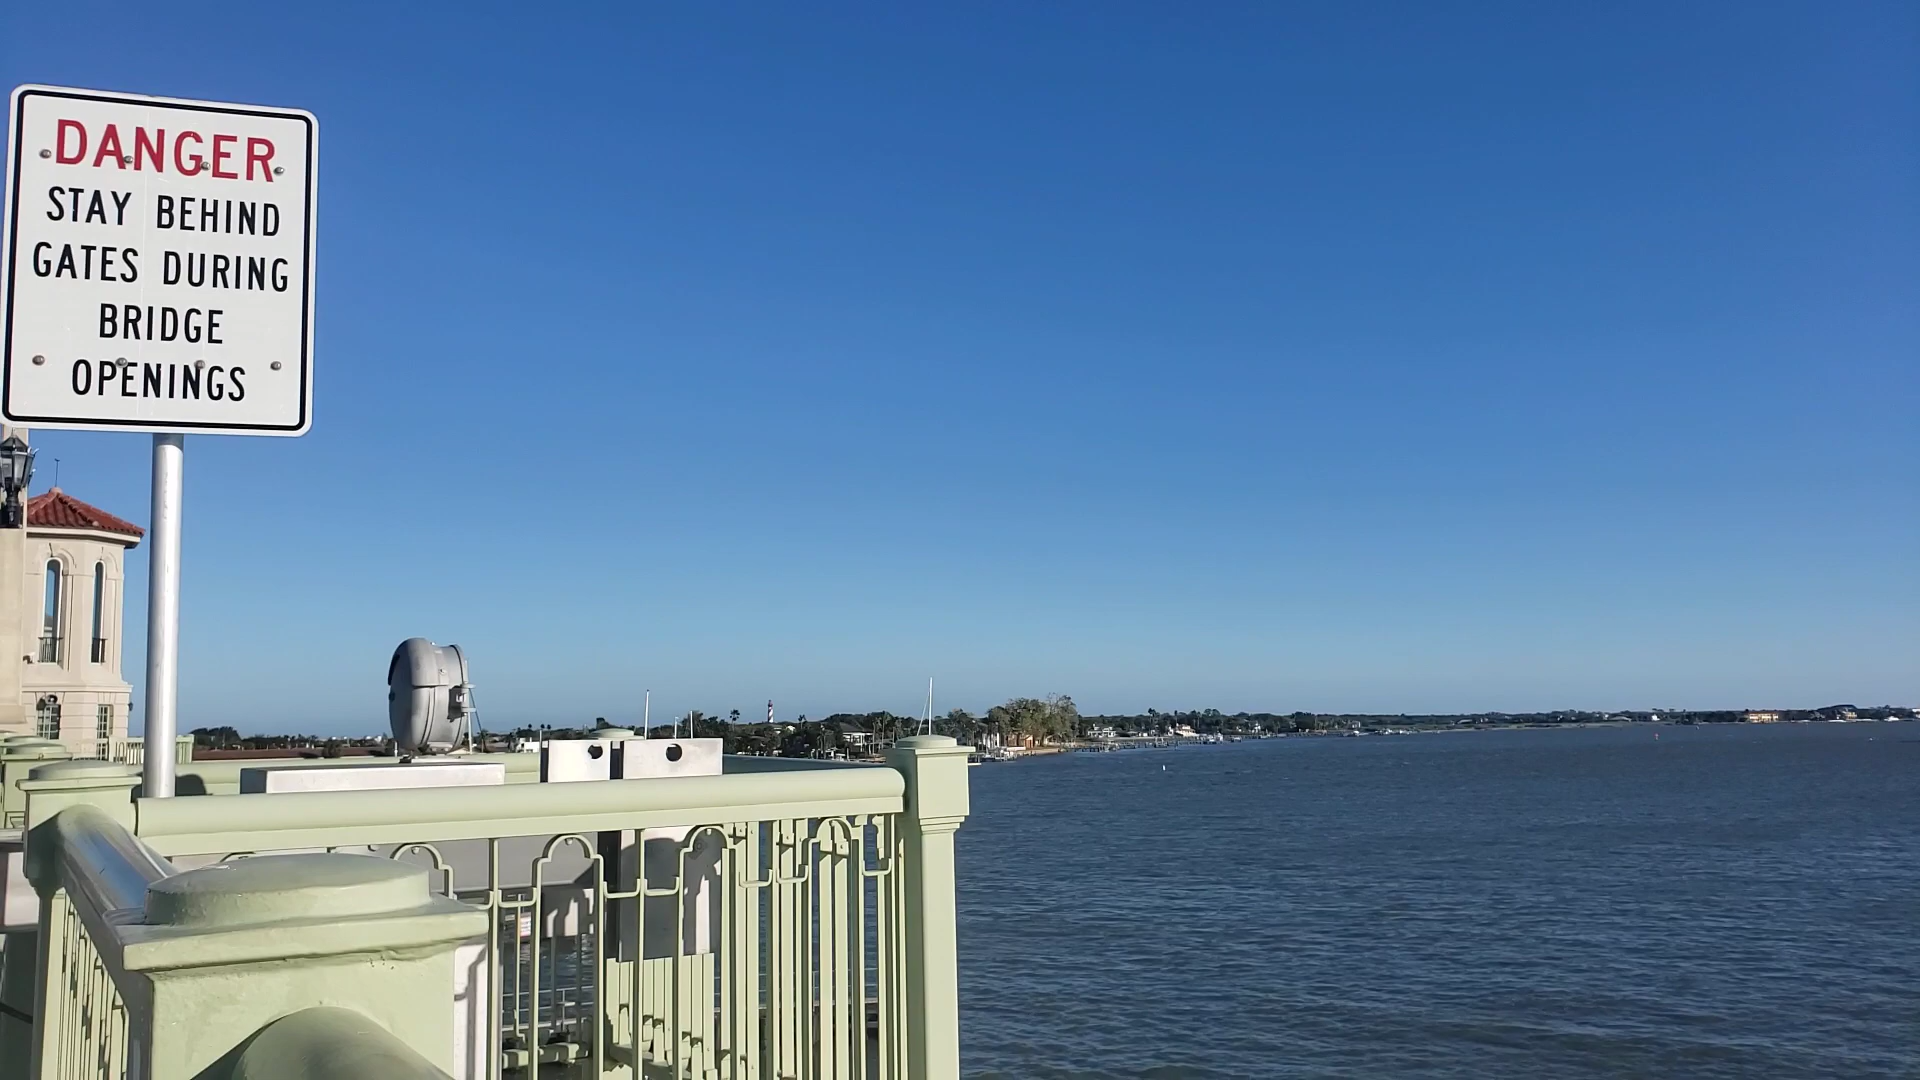 DANGER
STAY BEHIND
GATES DURING
BRIDGE
OPENINGS